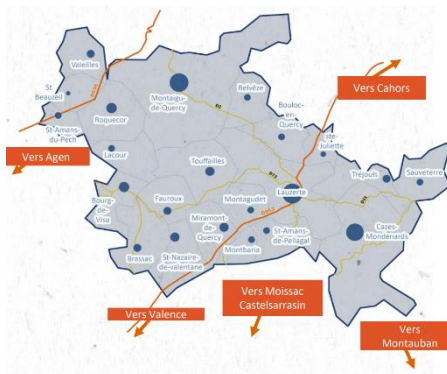 Valeilles
St
Beauzeil
St-Amans-
du-Pech
Roquecor
Montaigu-de-
Quercy
Belvèze
Bouloc-
en-
Quercy
Vers Cahors
Ste-
Juliette
Vers Agen
Lacour
Touffailles
Tréjouls
Sauveterre
Lauzerte
Bourg-
de-
Visa
Fauroux
Montagudet
Miramont-
de-
Quercy
St-Amans-
de-Pellagal
Cazes-
Mondenards
Brassac
St-Nazaire-
de-valentane
Montbarla
Vers Valence
Vers Moissac
Castelsarrasin
Vers
Montauban